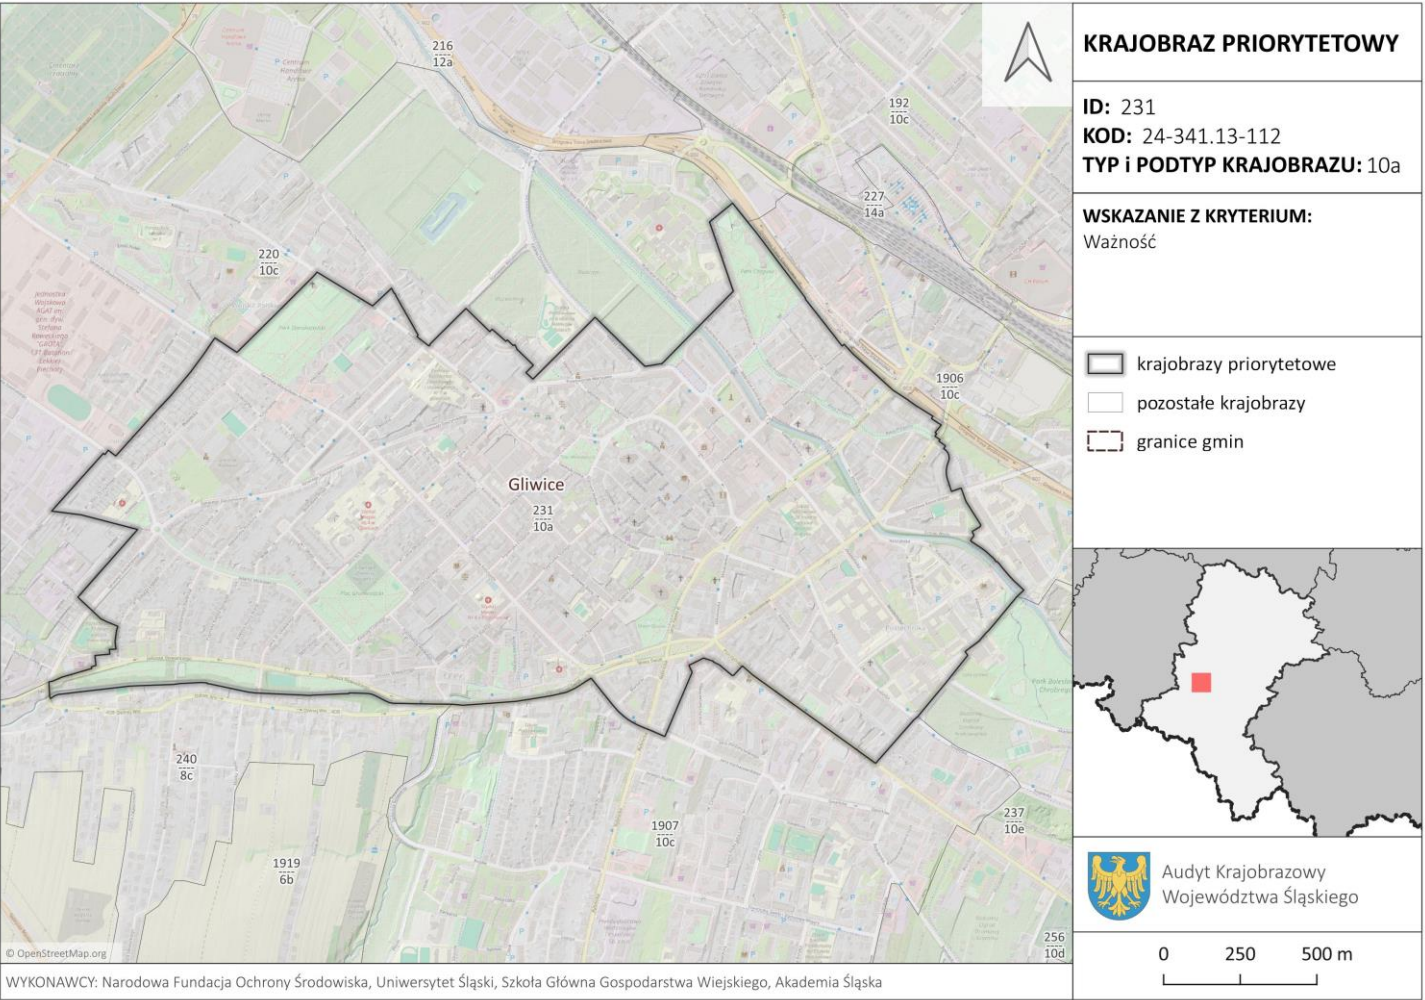 216
12a
192
10c
227
14a
220
10c
1906
10c
Gliwice
231
10a
240
8c
1919
6b
1907
10c
237
10e
256
10d
© OpenStreetMap.org
KRAJOBRAZ PRIORYTETOWY
ID: 231
KOD: 24-341.13-112
TYP i PODTYP KRAJOBRAZU: 10a
WSKAZANIE Z KRYTERIUM:
Ważność
krajobrazy priorytetowe
pozostałe krajobrazy
granice gmin
Audyt Krajobrazowy
Województwa Śląskiego
0 250 500 m
WYKONAWCY: Narodowa Fundacja Ochrony Środowiska, Uniwersytet Śląski, Szkoła Główna Gospodarstwa Wiejskiego, Akademia Śląska